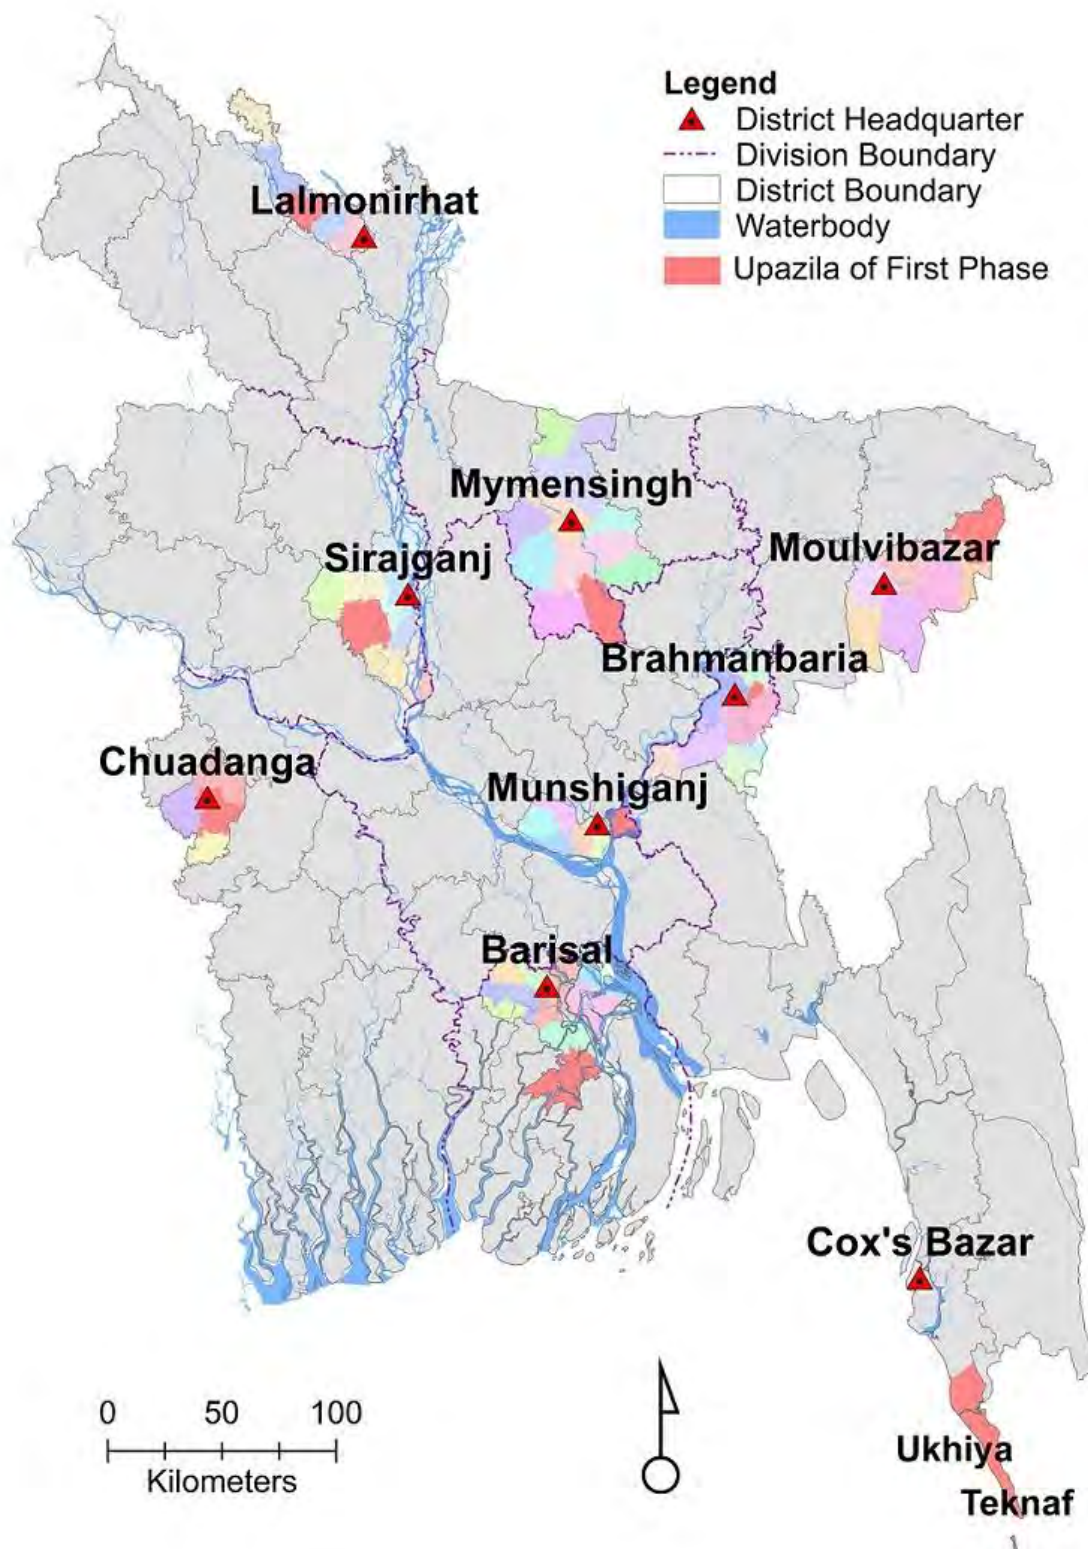 Legend
District Headquarter
Division Boundary
District Boundary
Waterbody
Upazila of First Phase
Lalmonirhat
Mymensingh
Sirajganj
Moulvibazar
Brahmanbaria
Chuadanga
Munshiganj
Barisal
Cox's Bazar
0 50 100
Kilometers
Ukhiya
Teknaf